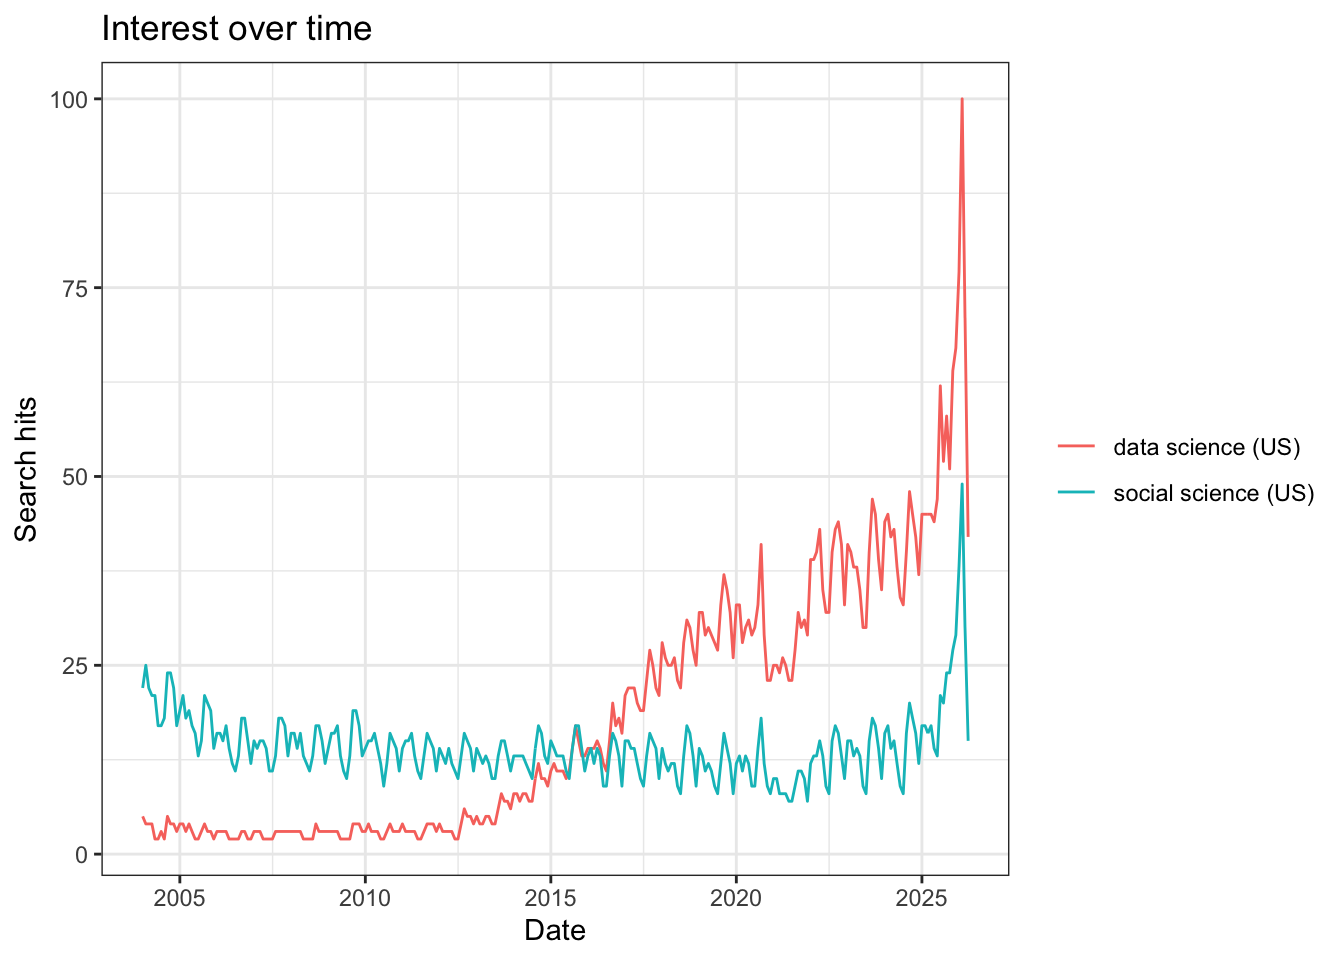 Interest over time
100
75
50
25
0
Search hits
2005
2010
2015
2020
2025
Date
data science (US)
social science (US)